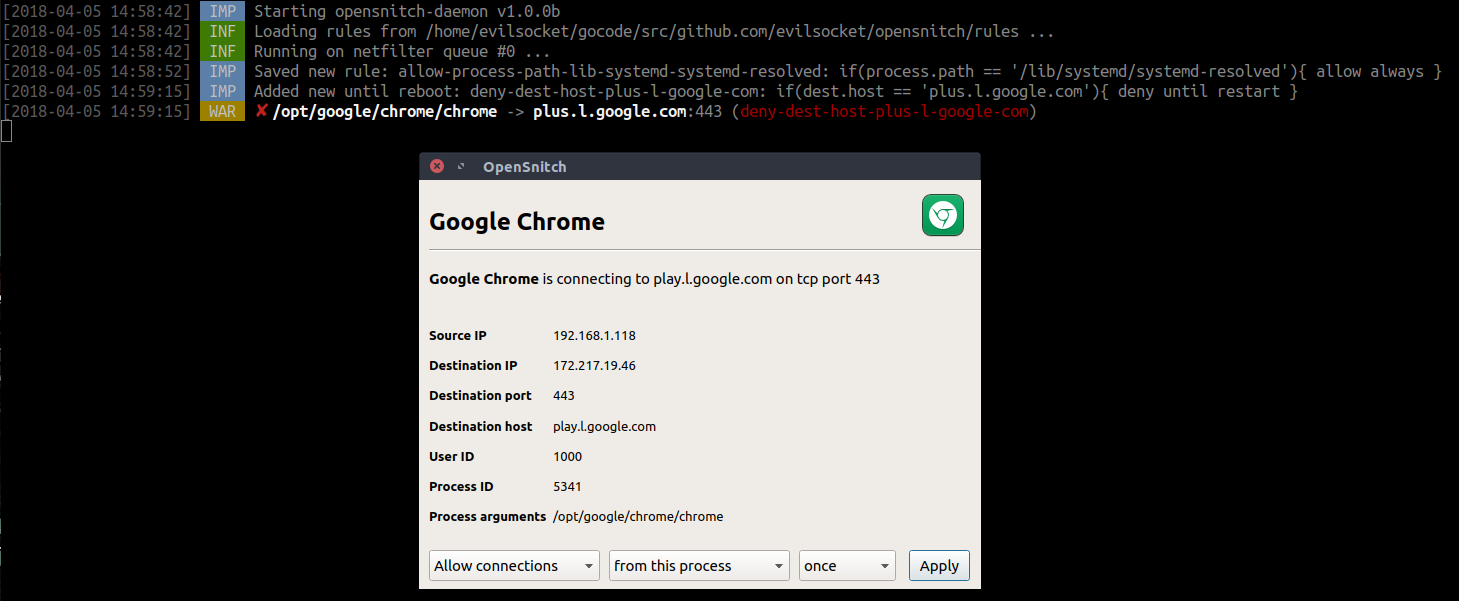 [2018-04-05 14:58:42] IMP Starting opensnitch-daemon v1.0.0b
[2018-04-05 14:58:42] INF Loading rules from /home/evilsocket/gocode/src/github.com/evilsocket/opensnitch/rules ...
[2018-04-05 14:58:42] INF Running on netfilter queue #0 ...
[2018-04-05 14:58:52] IMP Saved new rule: allow-process-path-lib-systemd-systemd-resolved: if(process.path == '/lib/systemd/systemd-resolved'){ allow always }
[2018-04-05 14:59:15] IMP Added new until reboot: deny-dest-host-plus-l-google-com: if(dest.host == 'plus.l.google.com'){ deny until restart }
[2018-04-05 14:59:15] WAR ✘ /opt/google/chrome/chrome -> plus.l.google.com:443 (deny-dest-host-plus-l-google-com)
OpenSnitch
Google Chrome
Google Chrome is connecting to play.l.google.com on tcp port 443
Source IP 192.168.1.118
Destination IP 172.217.19.46
Destination port 443
Destination host play.l.google.com
User ID 1000
Process ID 5341
Process arguments /opt/google/chrome/chrome
Allow connections from this process once Apply